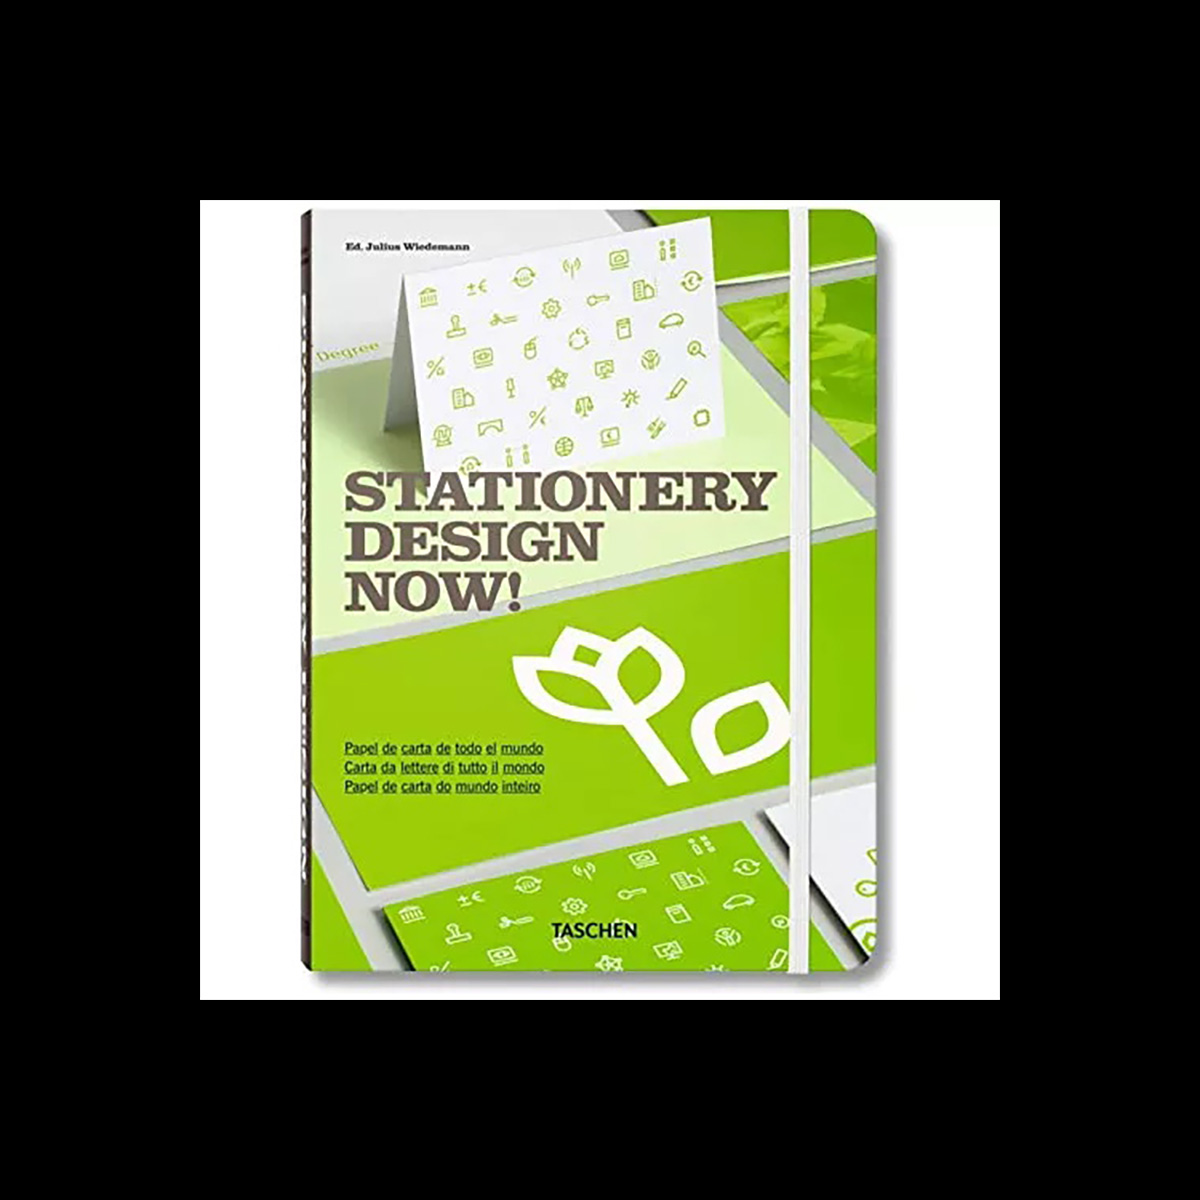 Ed. Julius Wiedemann
Degree
STATIONERY
DESIGN
NOW!
Papel de carta de todo el mundo
Carta da lettere di tutto il mondo
Papel de carta do mundo inteiro
TASCHEN